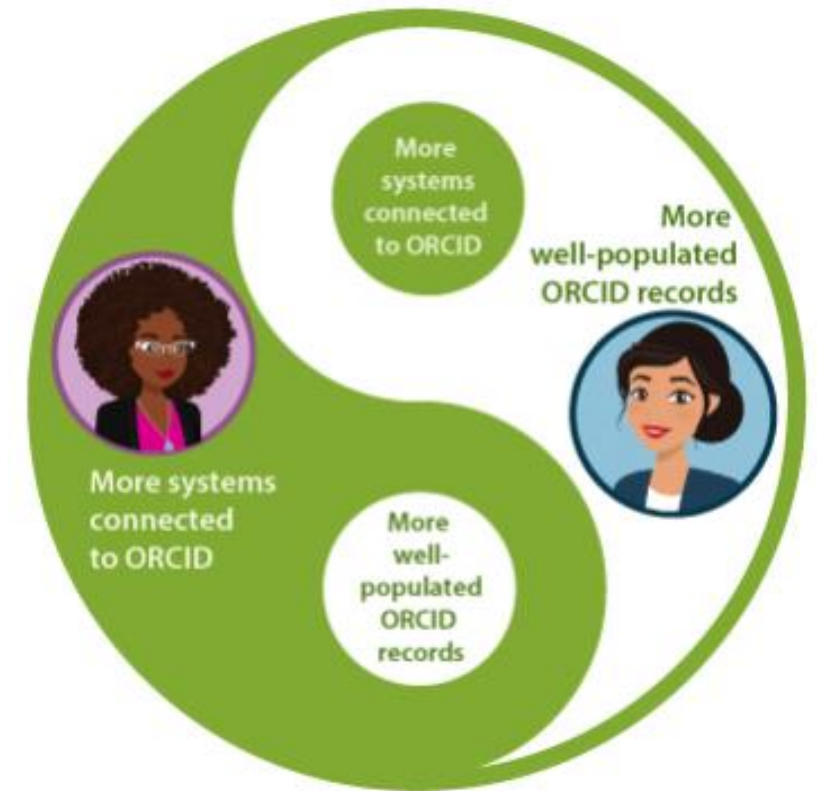 More
systems
connected
to ORCID
More
well-populated
ORCID records
More systems
connected
to ORCID
More
well-
populated
ORCID
records